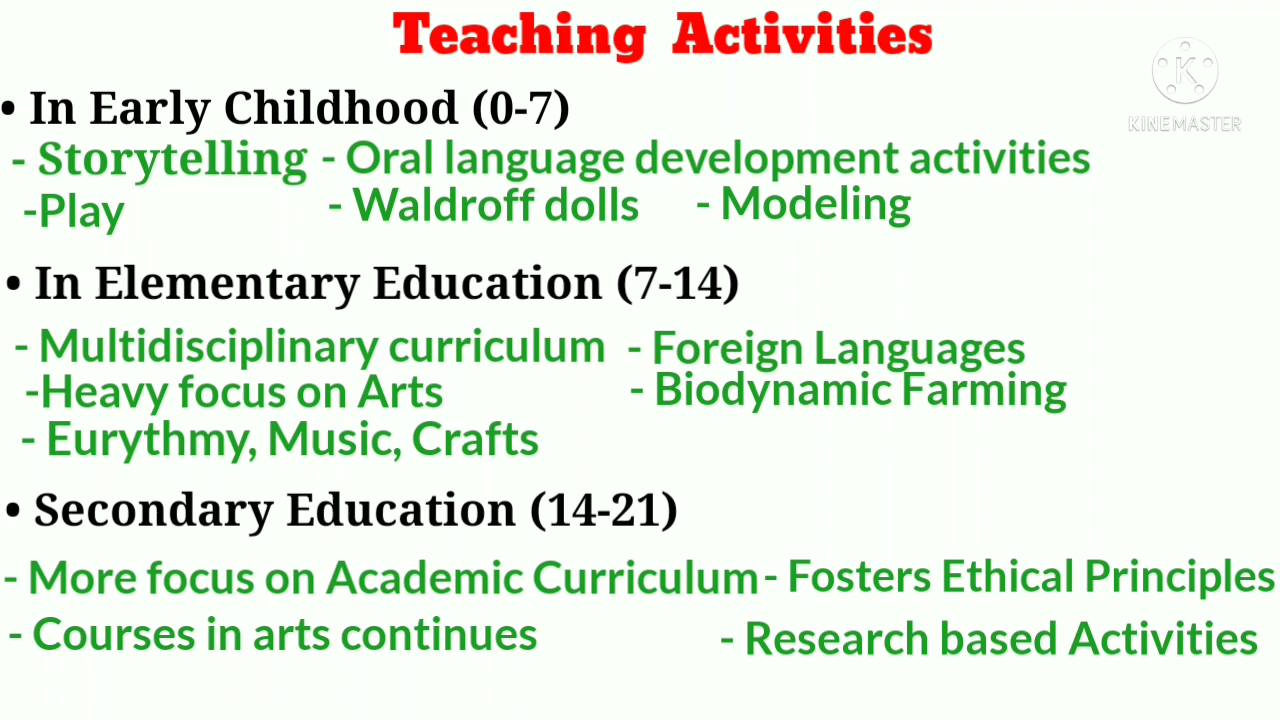 Teaching Activities
KINEMASTER
• In Early Childhood (0-7)
- Storytelling - Oral language development activities
-Play - Waldroff dolls - Modeling
• In Elementary Education (7-14)
- Multidisciplinary curriculum - Foreign Languages
-Heavy focus on Arts - Biodynamic Farming
- Eurythmy, Music, Crafts
• Secondary Education (14-21)
- More focus on Academic Curriculum - Fosters Ethical Principles
- Courses in arts continues - Research based Activities